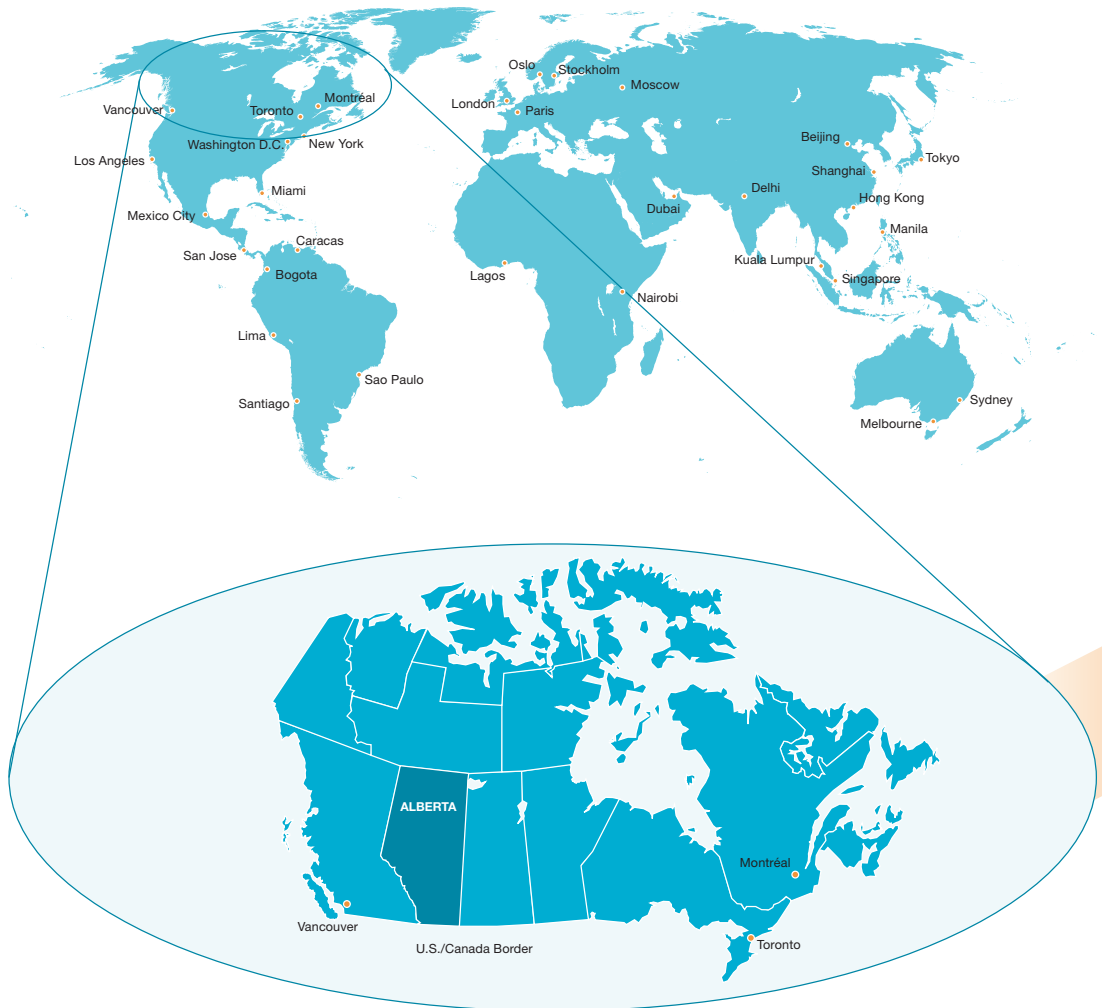 Oslo
Stockholm
Moscow
London
Paris
Vancouver
Toronto
Montréal
Washington D.C.
New York
Los Angeles
Miami
Mexico City
San Jose
Caracas
Bogota
Lima
Sao Paulo
Santiago
Lagos
Nairobi
Dubai
Delhi
Beijing
Shanghai
Tokyo
Hong Kong
Manila
Kuala Lumpur
Singapore
Sydney
Melbourne
ALBERTA
Montréal
Vancouver
Toronto
U.S./Canada Border